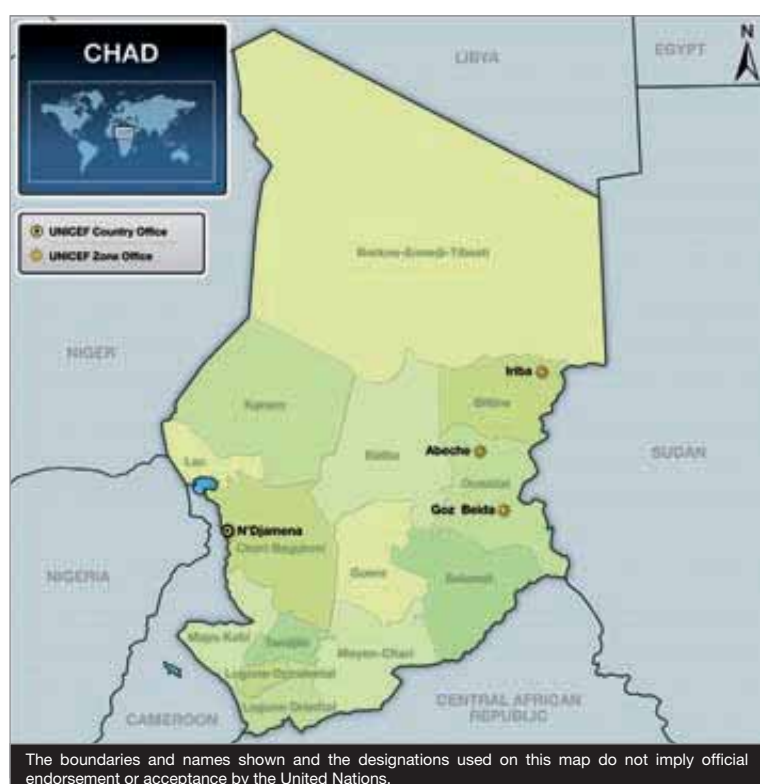 CHAD
N
LIBYA
EGYPT
UNICEF Country Office
UNICEF Zone Office
Borkou-Ennedi-Tibesti
NIGER
Iriba
Biltine
Kanem
Batha
Abeche
SUDAN
Lac
Ouaddai
Goz Beida
N'Djamena
Chari-Baguirmi
Guera
Salamat
NIGERIA
Mayo-Kebi
Tandjile
Moyen-Chari
Logone Occidental
Logone Oriental
CAMEROON
CENTRAL AFRICAN
REPUBLIC
The boundaries and names shown and the designations used on this map do not imply official
endorsement or acceptance by the United Nations.